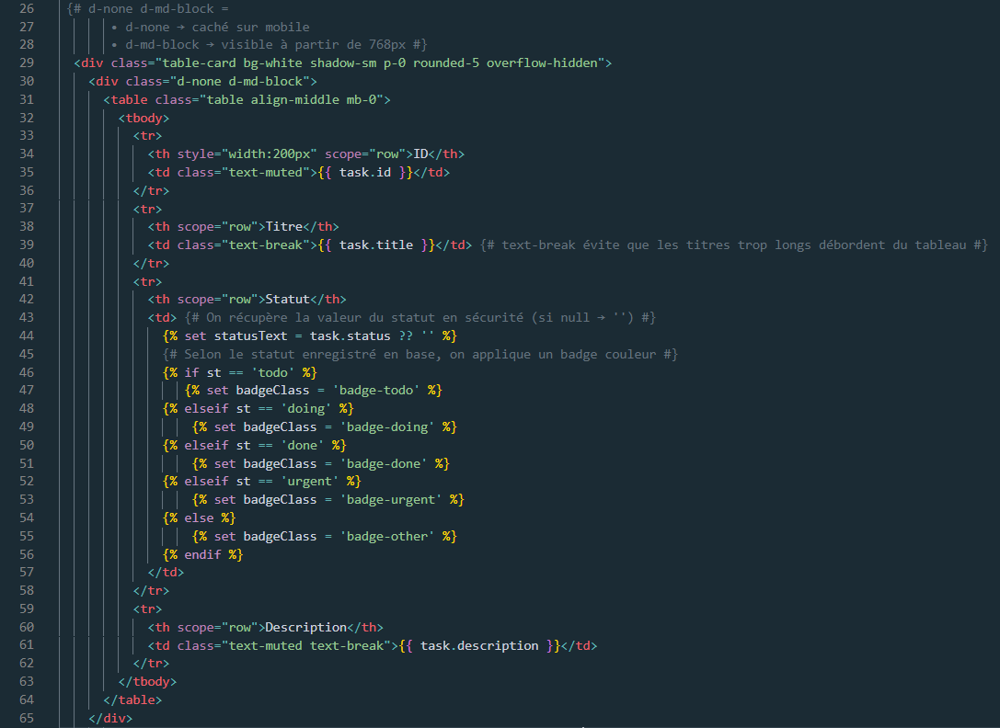 26 {# d-none d-md-block =
27 • d-none → caché sur mobile
28 • d-md-block → visible à partir de 768px #}
29 <div class="table-card bg-white shadow-sm p-0 rounded-5 overflow-hidden">
30 <div class="d-none d-md-block">
31 <table class="table align-middle mb-0">
32 <tbody>
33 <tr>
34 <th style="width:200px" scope="row">ID</th>
35 <td class="text-muted">{{ task.id }}</td>
36 </tr>
37 <tr>
38 <th scope="row">Titre</th>
39 <td class="text-break">{{ task.title }}</td> {# text-break évite que les titres trop longs débordent du tableau #}
40 </tr>
41 <tr>
42 <th scope="row">Statut</th>
43 <td> {# On récupère la valeur du statut en sécurité (si null → '') #}
44 {% set statusText = task.status ?? '' %}
45 {# Selon le statut enregistré en base, on applique un badge couleur #}
46 {% if st == 'todo' %}
47 {% set badgeClass = 'badge-todo' %}
48 {% elseif st == 'doing' %}
49 {% set badgeClass = 'badge-doing' %}
50 {% elseif st == 'done' %}
51 {% set badgeClass = 'badge-done' %}
52 {% elseif st == 'urgent' %}
53 {% set badgeClass = 'badge-urgent' %}
54 {% else %}
55 {% set badgeClass = 'badge-other' %}
56 {% endif %}
57 </td>
58 </tr>
59 <tr>
60 <th scope="row">Description</th>
61 <td class="text-muted text-break">{{ task.description }}</td>
62 </tr>
63 </tbody>
64 </table>
65 </div>